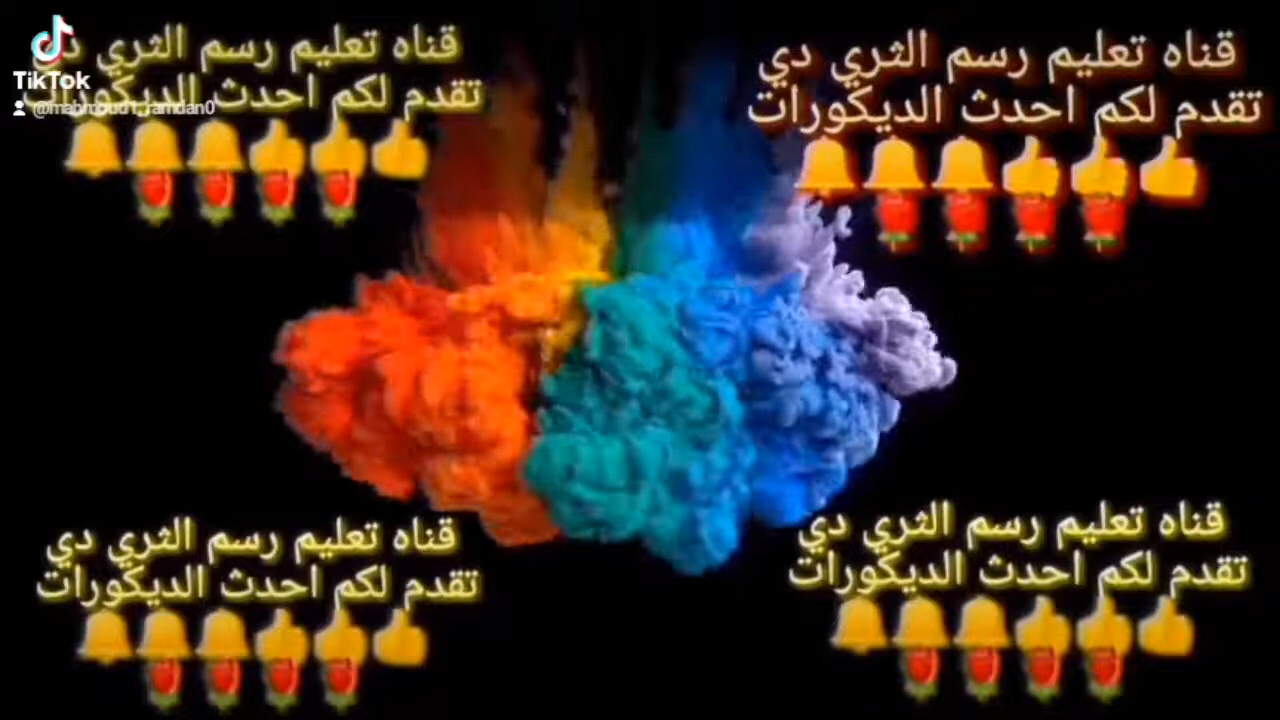 TikTok
@mahmoud1_ramdan0
قناه تعليم رسم الثري دي
تقدم لكم احدث الديكورات
قناه تعليم رسم الثري دي
تقدم لكم احدث الديكورات
قناه تعليم رسم الثري دي
تقدم لكم احدث الديكورات
قناه تعليم رسم الثري دي
تقدم لكم احدث الديكورات